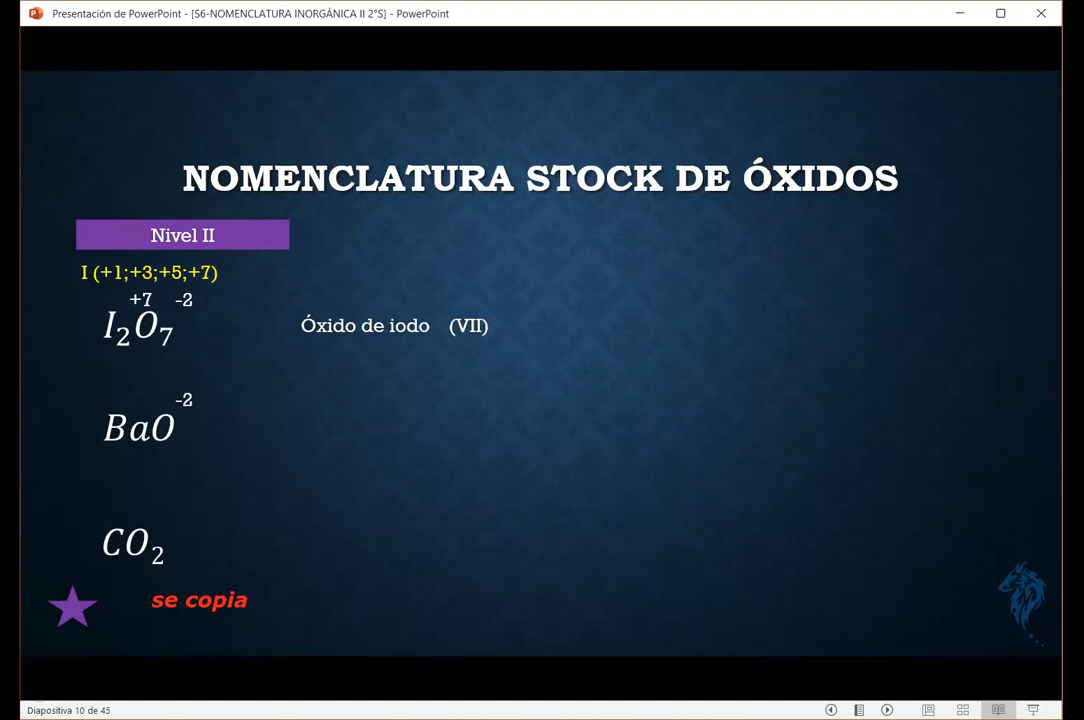 Presentación de PowerPoint - [S6-NOMENCLATURA INORGÁNICA II 2°S] - PowerPoint
NOMENCLATURA STOCK DE ÓXIDOS
Nivel II
I (+1;+3;+5;+7)
+7 -2
I₂O₇ Óxido de iodo (VII)
-2
BaO
CO₂
se copia
Diapositiva 10 de 45